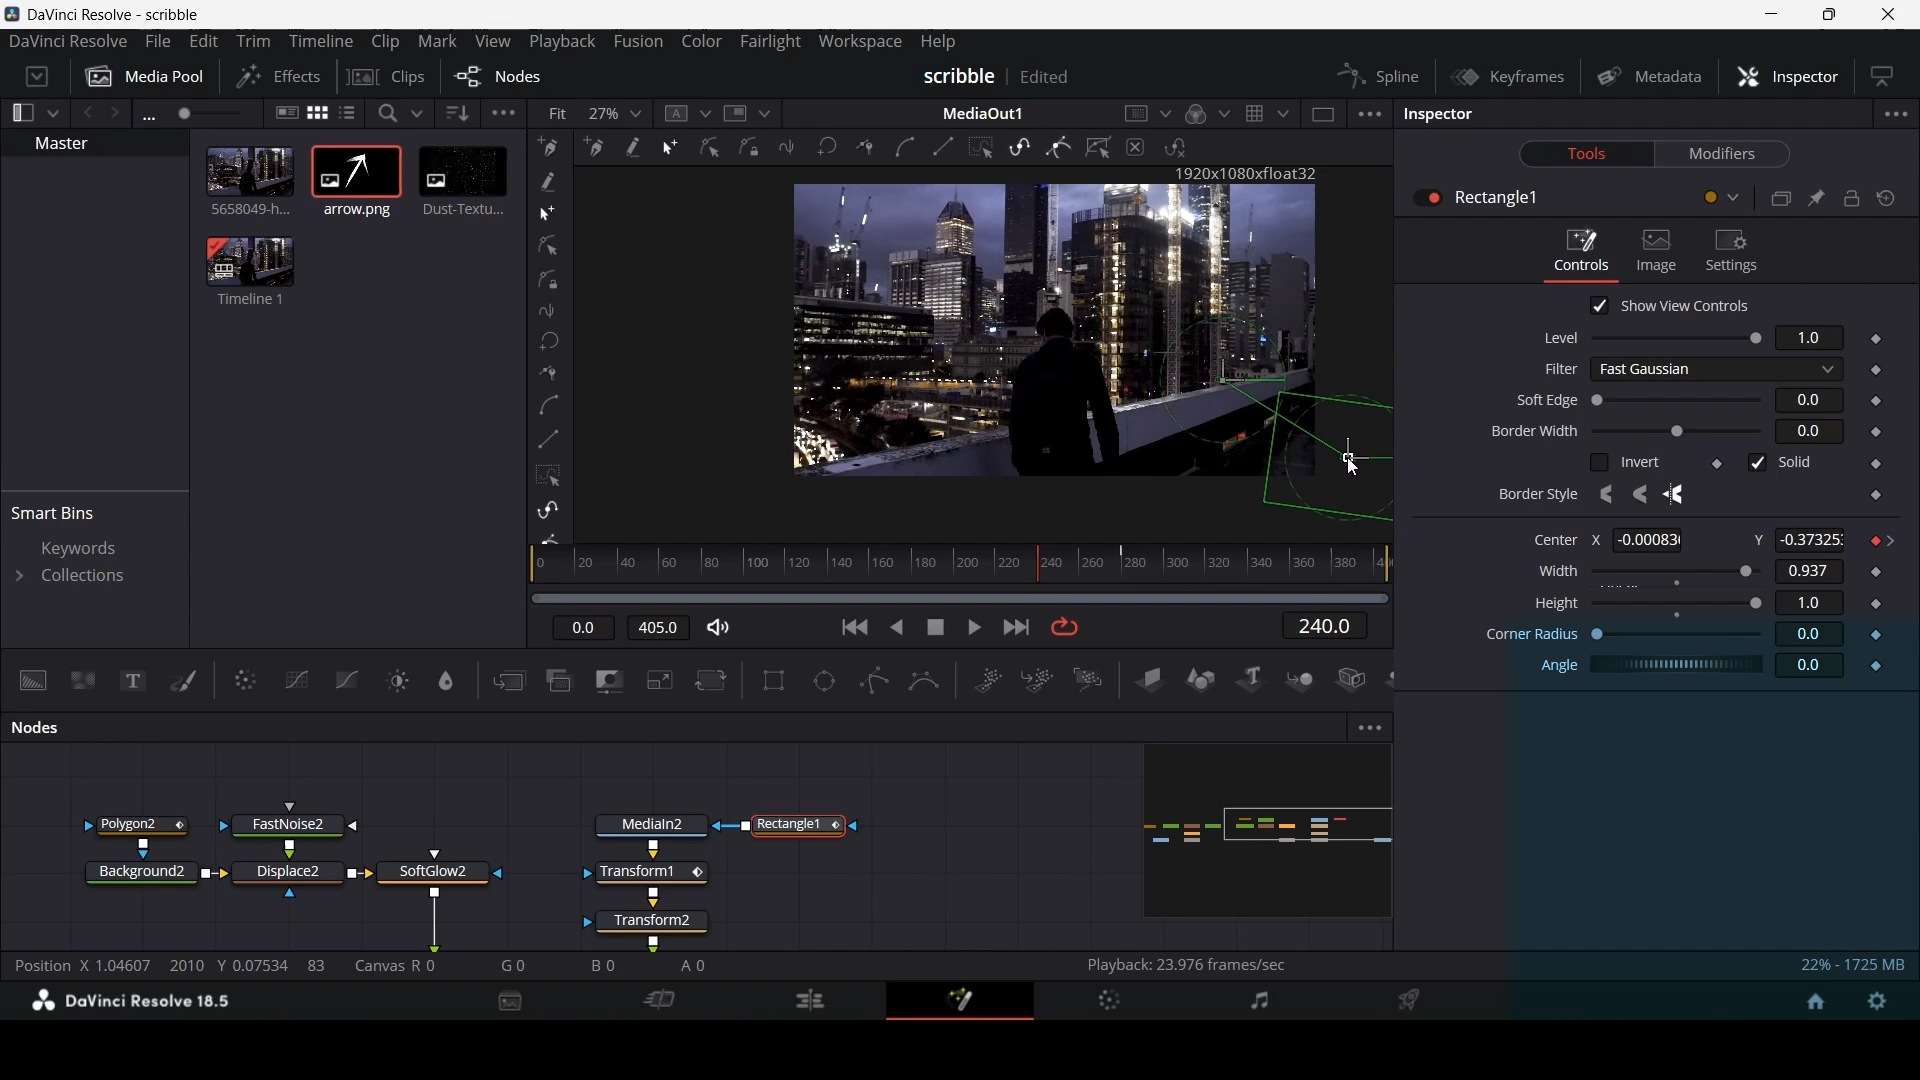 DaVinci Resolve - scribble
DaVinci Resolve File Edit Trim Timeline Clip Mark View Playback Fusion Color Fairlight Workspace Help
Media Pool Effects Clips Nodes scribble Edited Spline Keyframes Metadata Inspector
... Fit 27% A MediaOut1 Inspector
Master
Tools Modifiers
1920x1080xfloat32
Rectangle1
5658049-h... arrow.png Dust-Textu...
Controls Image Settings
Timeline 1
Show View Controls
Level 1.0
Filter Fast Gaussian
Soft Edge 0.0
Border Width 0.0
Invert Solid
Border Style
Smart Bins
Keywords
Collections
Center X -0.00083 Y -0.37325
0 20 40 60 80 100 120 140 160 180 200 220 240 260 280 300 320 340 360 380
Width 0.937
Height 1.0
0.0 405.0 240.0
Corner Radius 0.0
Angle 0.0
T
Nodes
Polygon2 FastNoise2 MediaIn2 Rectangle1
Background2 Displace2 SoftGlow2 Transform1
Transform2
Position X 1.04607 2010 Y 0.07534 83 Canvas R 0 G 0 B 0 A 0 Playback: 23.976 frames/sec 22% - 1725 MB
DaVinci Resolve 18.5